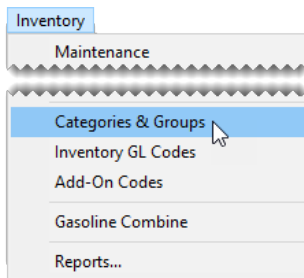 Inventory
Maintenance
Categories & Groups
Inventory GL Codes
Add-On Codes
Gasoline Combine
Reports...